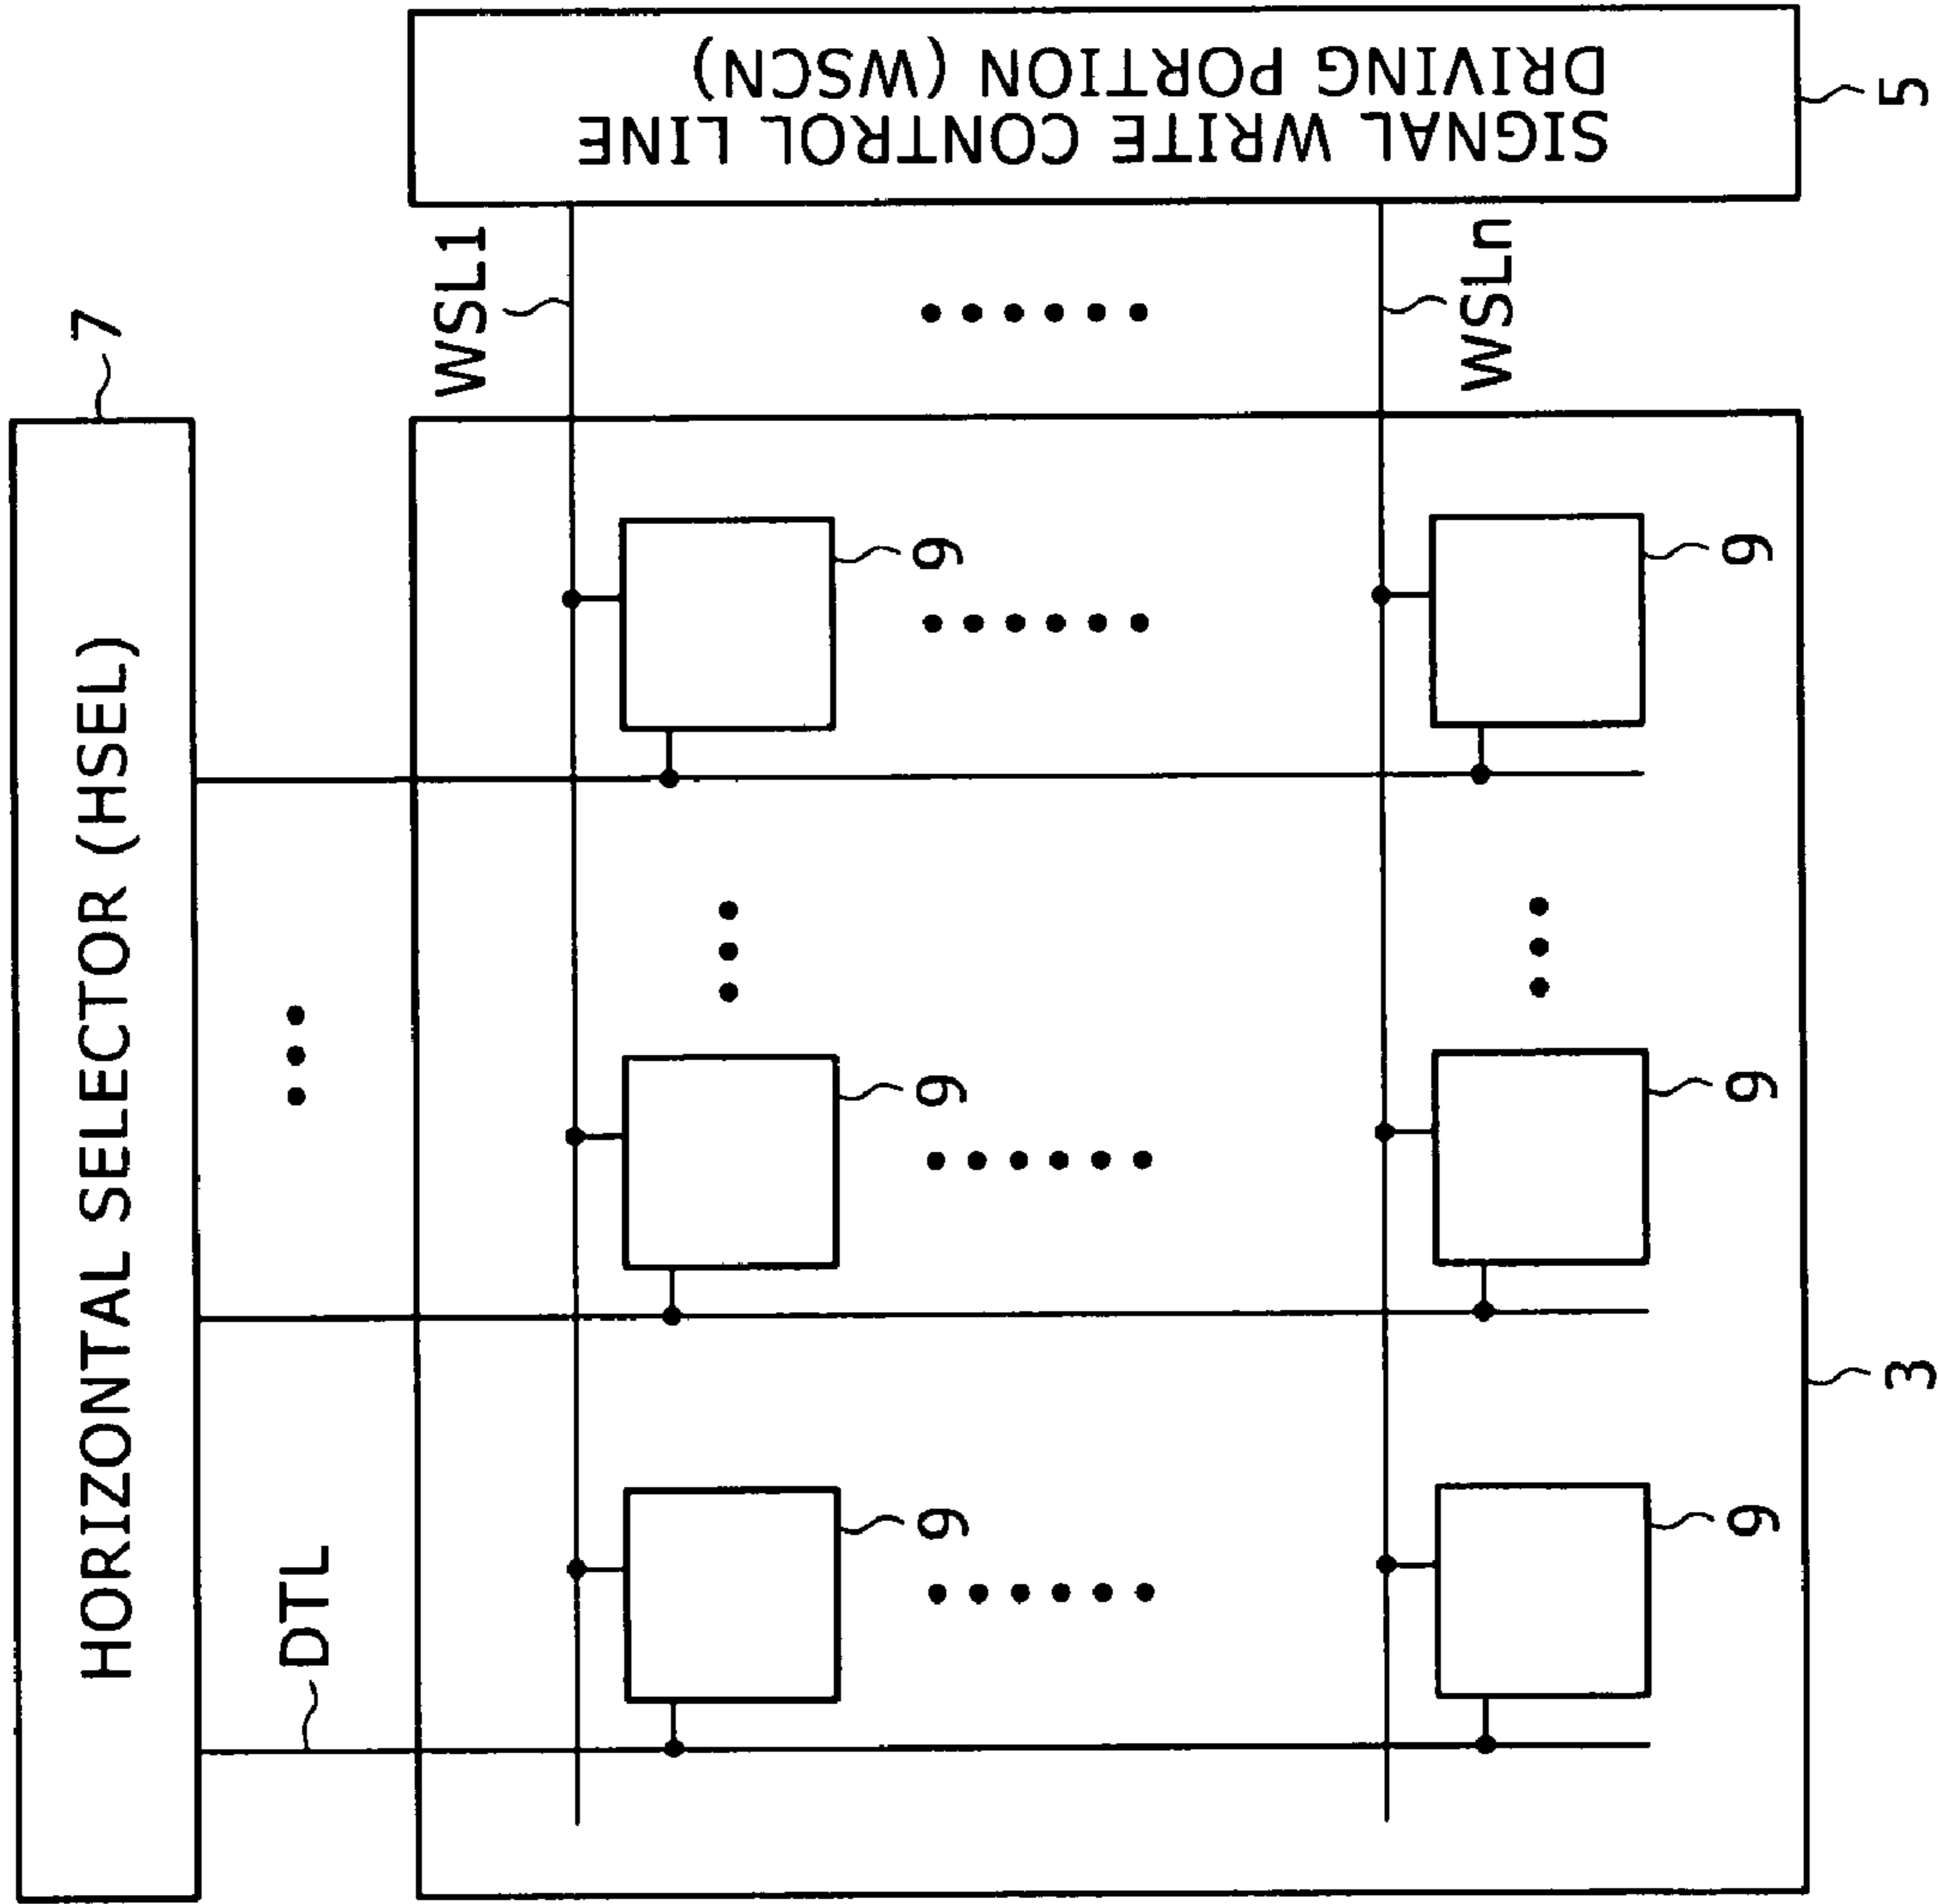 HORIZONTAL SELECTOR (HSEL)
7
DTL
WSL1
SIGNAL WRITE CONTROL LINE
DRIVING PORTION (WSCN)
5
WSLn
9
9
9
9
9
9
3